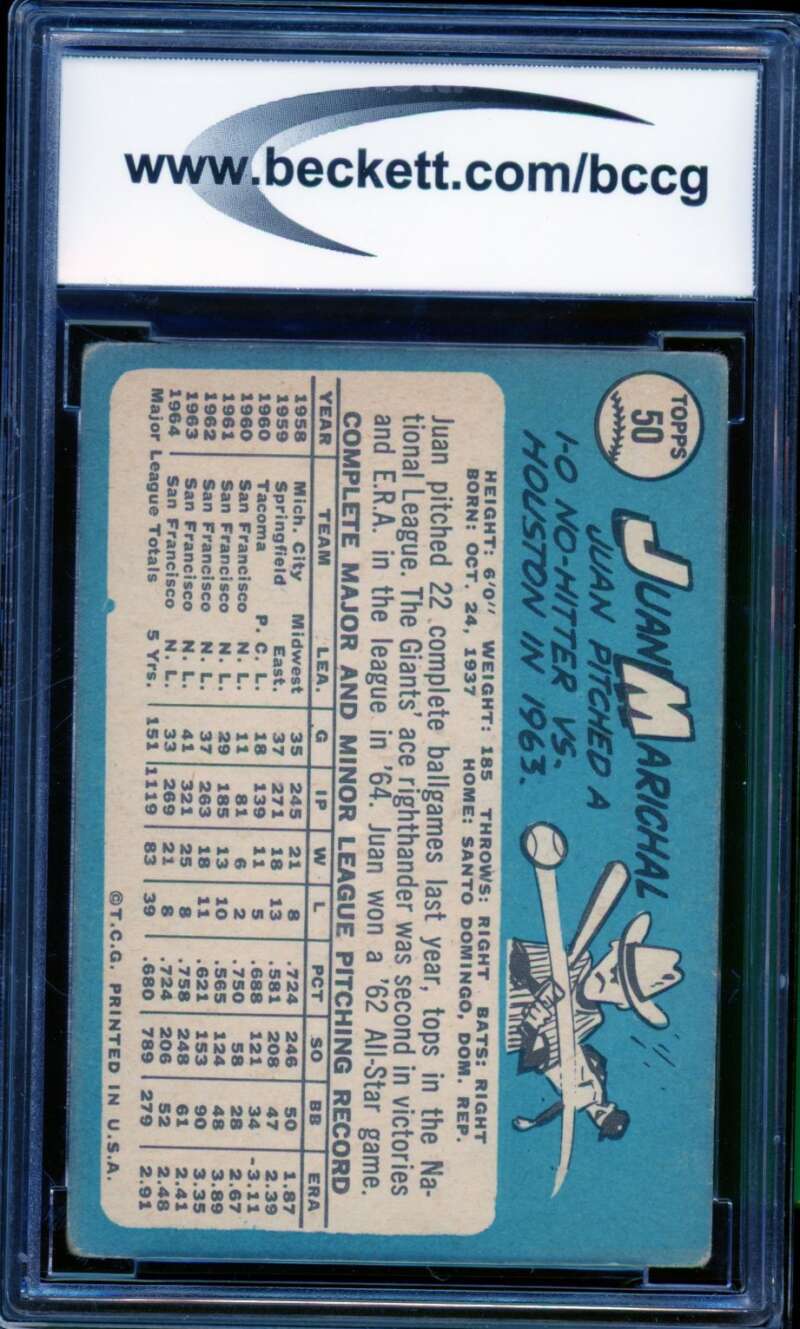 www.beckett.com/bccg
TOPPS
50
JUAN MARICHAL
JUAN PITCHED A
1-0 NO-HITTER VS.
HOUSTON IN 1963.
HEIGHT: 6'0" WEIGHT: 185 THROWS: RIGHT BATS: RIGHT
BORN: OCT. 24, 1937 HOME: SANTO DOMINGO, DOM. REP.
Juan pitched 22 complete ballgames last year, tops in the Na-
tional League. The Giants' ace righthander was second in victories
and E.R.A. in the league in '64. Juan won a '62 All-Star game.
COMPLETE MAJOR AND MINOR LEAGUE PITCHING RECORD
YEAR TEAM LEA. G IP W L PCT SO BB ERA
1958 Mich. City Midwest 35 245 21 8 .724 246 50 1.87
1959 Springfield East. 37 271 18 13 .581 208 47 2.39
1960 Tacoma P. C. L. 18 139 11 5 .688 121 34 -3.11
1960 San Francisco N. L. 11 81 6 2 .750 58 28 2.67
1961 San Francisco N. L. 29 185 13 10 .565 124 48 3.89
1962 San Francisco N. L. 37 263 18 11 .621 153 90 3.35
1963 San Francisco N. L. 41 321 25 8 .758 248 61 2.41
1964 San Francisco N. L. 33 269 21 8 .724 206 52 2.48
Major League Totals 5 Yrs. 151 1119 83 39 .680 789 279 2.91
©T.C.G. PRINTED IN U.S.A.